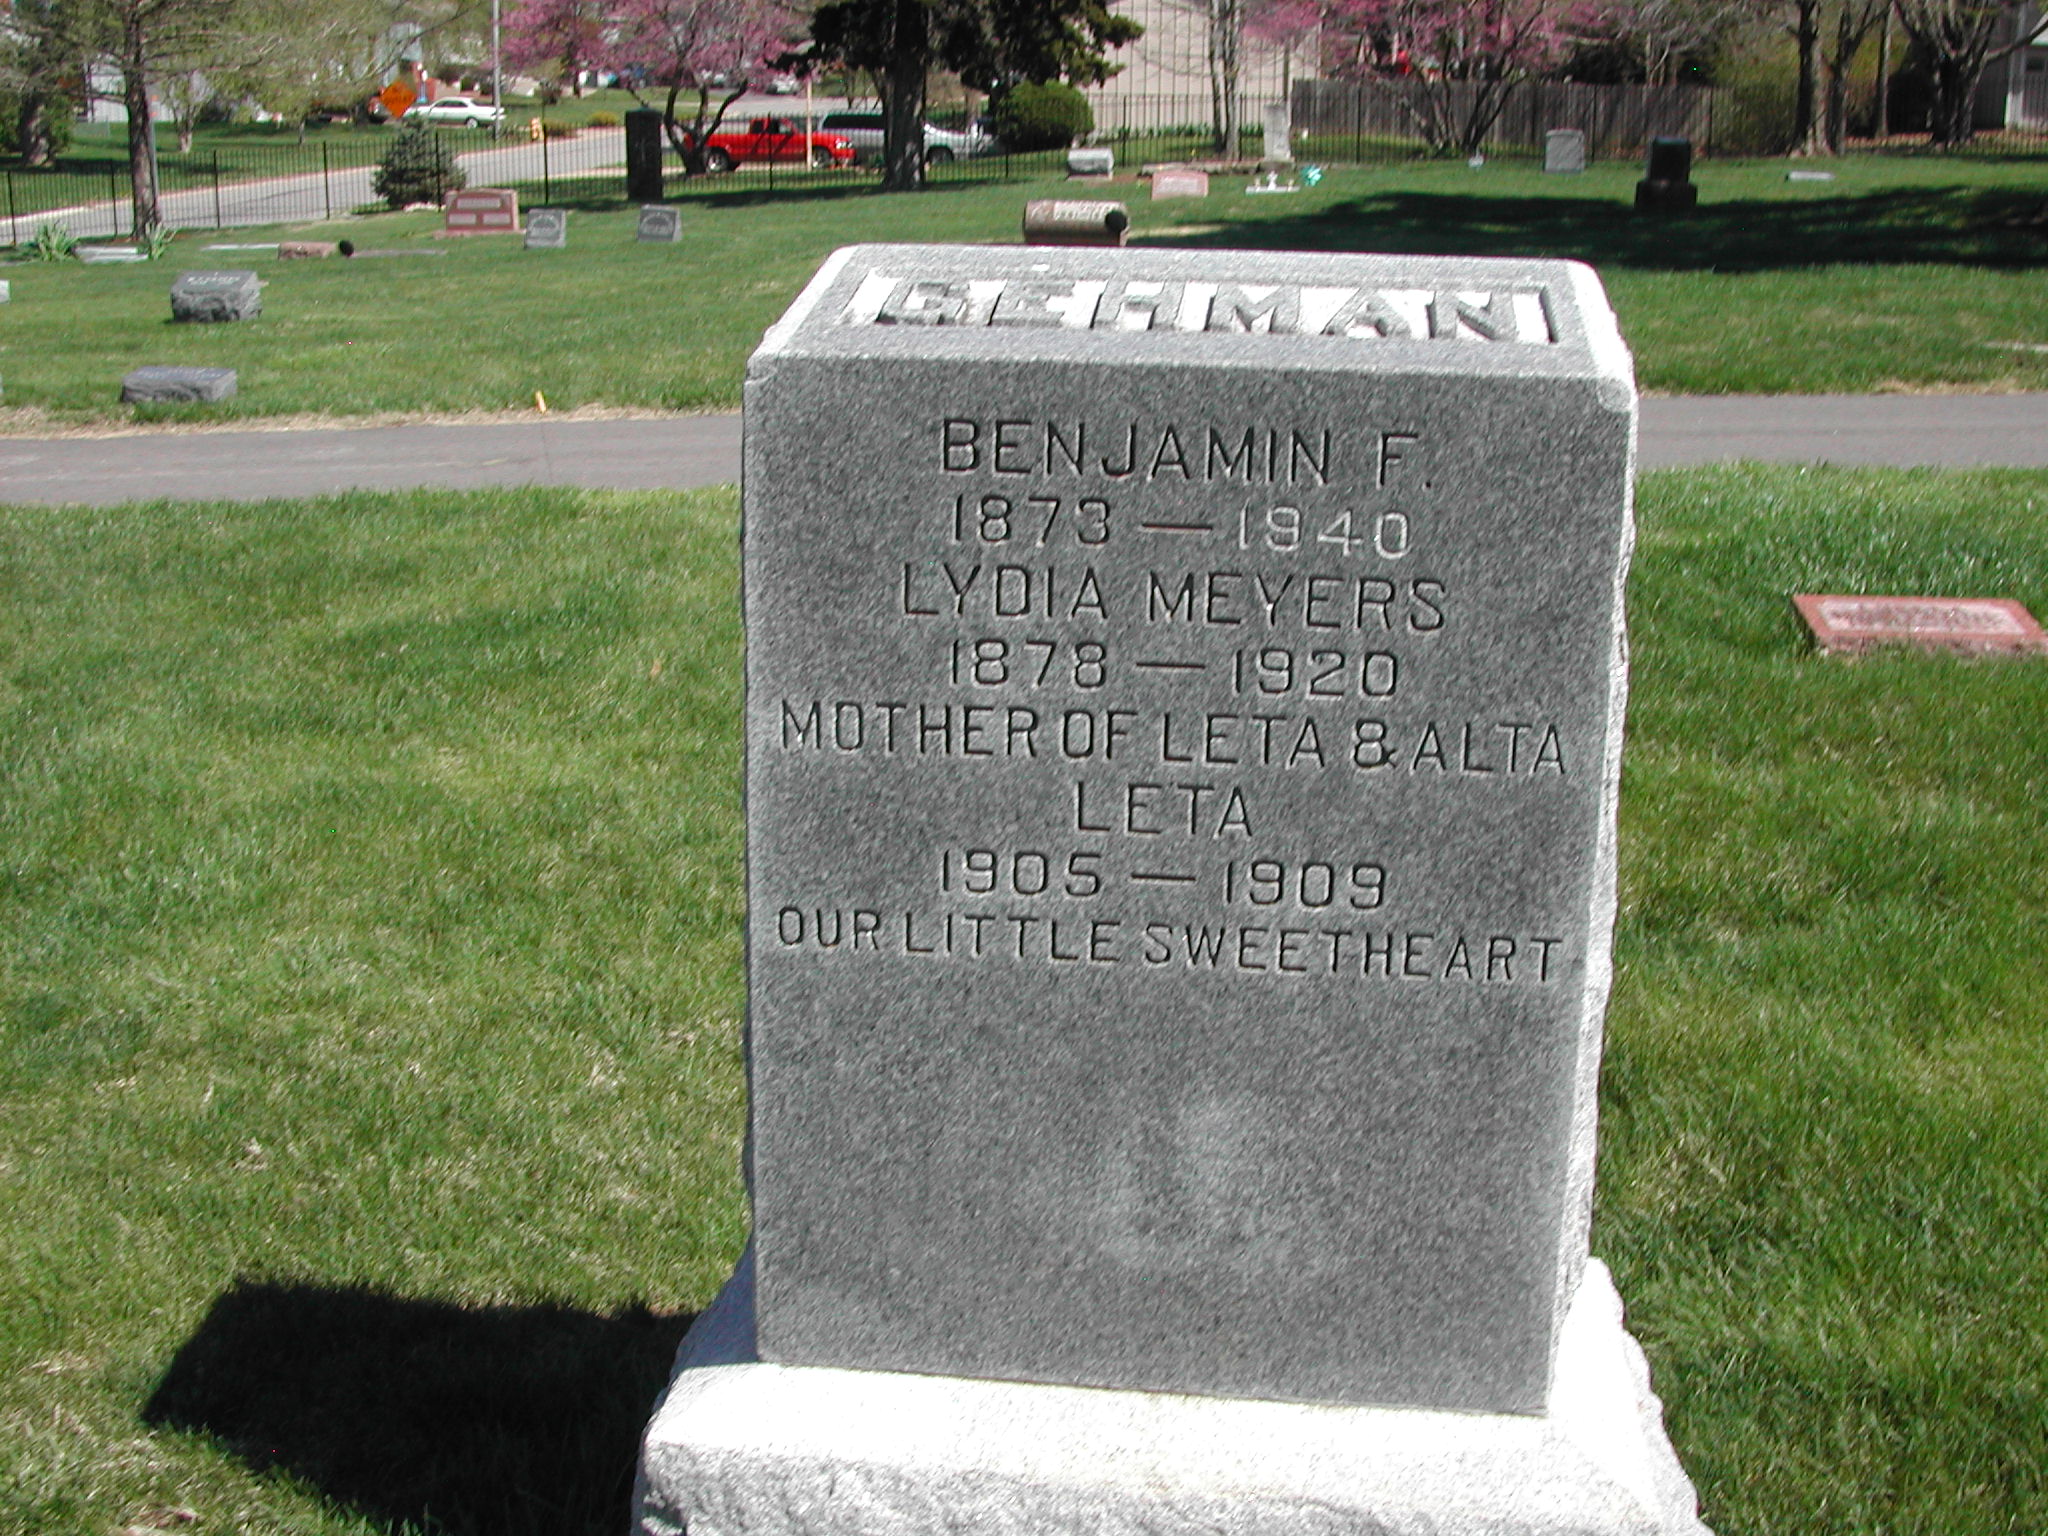 GEHMAN
BENJAMIN F.
1873 — 1940
LYDIA MEYERS
1878 — 1920
MOTHER OF LETA & ALTA
LETA
1905 — 1909
OUR LITTLE SWEETHEART